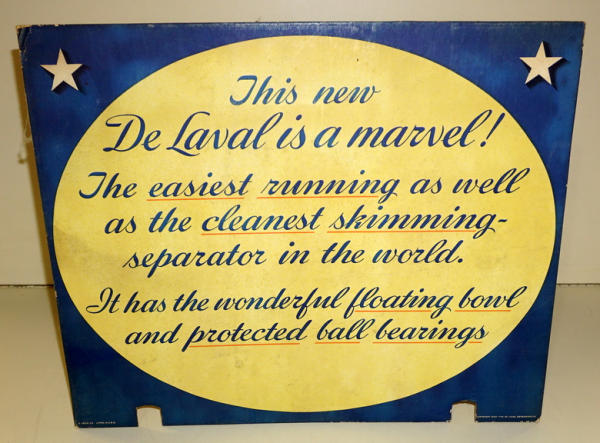 This new
De Laval is a marvel!
The easiest running as well
as the cleanest skimming-
separator in the world.
It has the wonderful floating bowl
and protected ball bearings